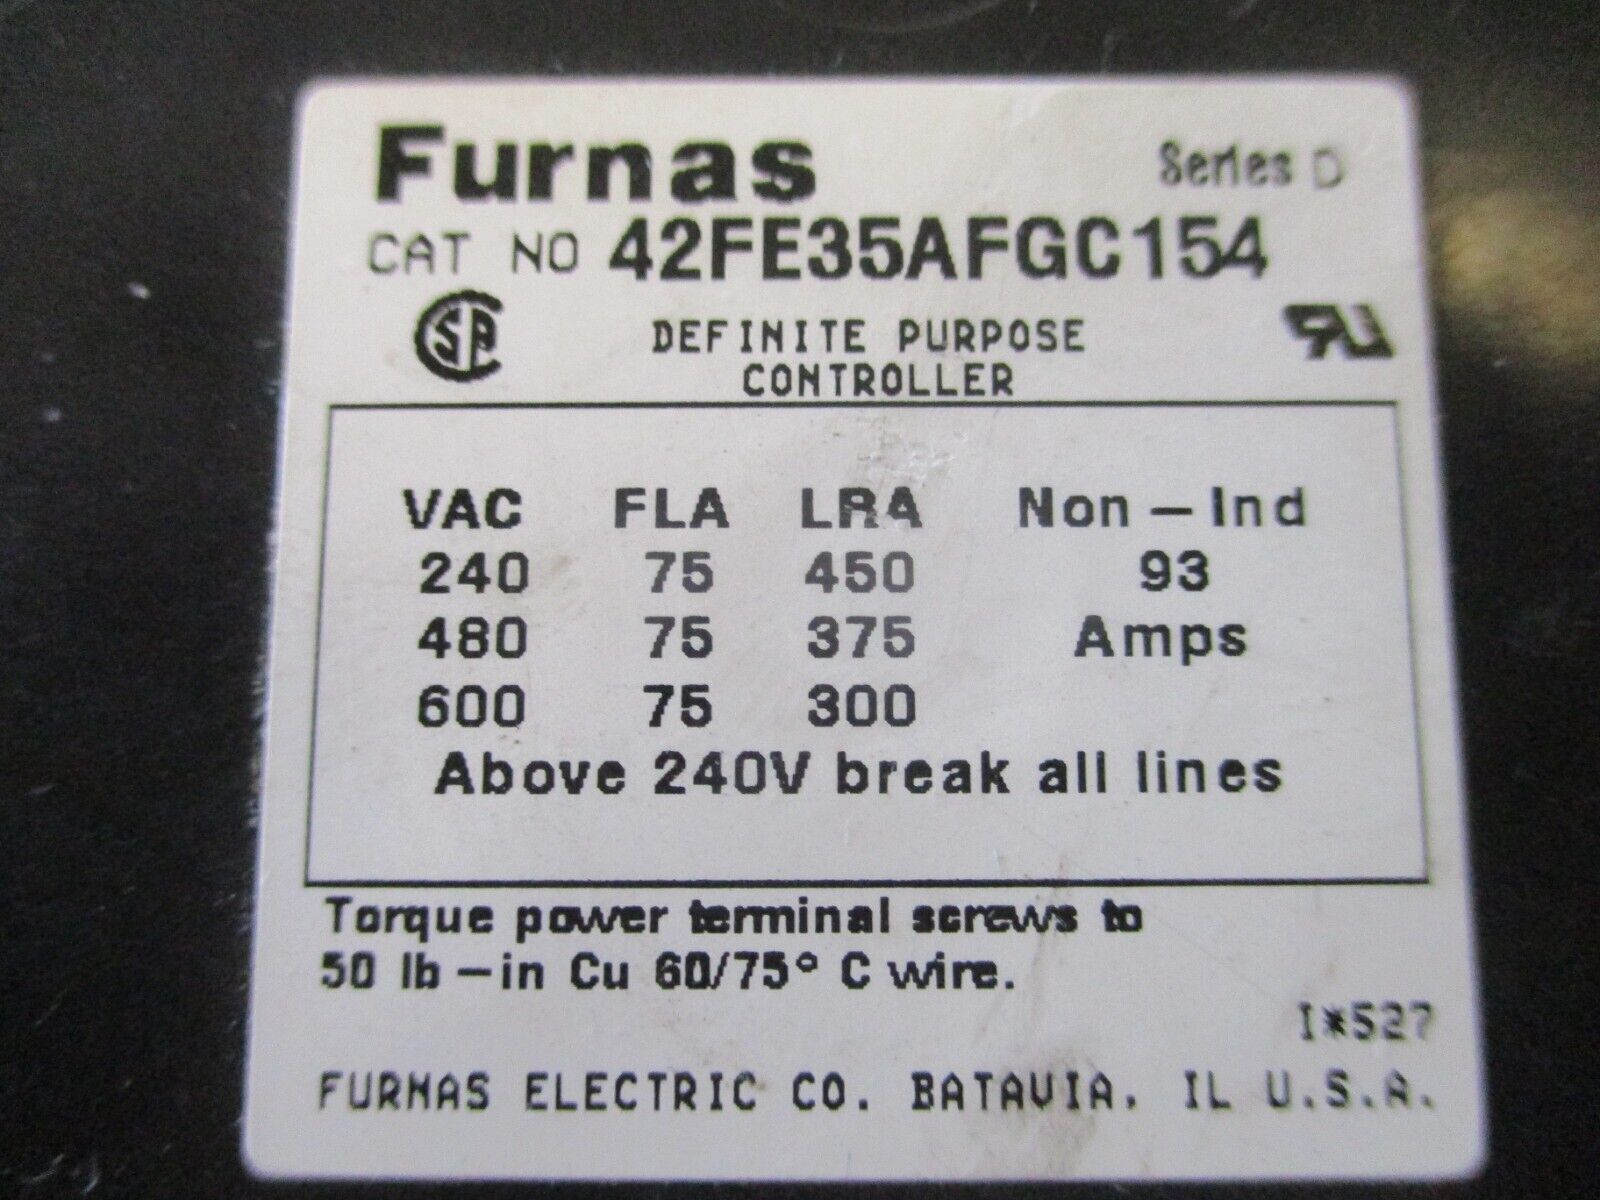 Furnas Series D
CAT NO 42FE35AFGC154
DEFINITE PURPOSE
CONTROLLER
VAC FLA LRA Non-Ind
240 75 450 93
480 75 375 Amps
600 75 300
Above 240V break all lines
Torque power terminal screws to
50 lb-in Cu 60/75° C wire.
I*527
FURNAS ELECTRIC CO. BATAVIA, IL U.S.A.